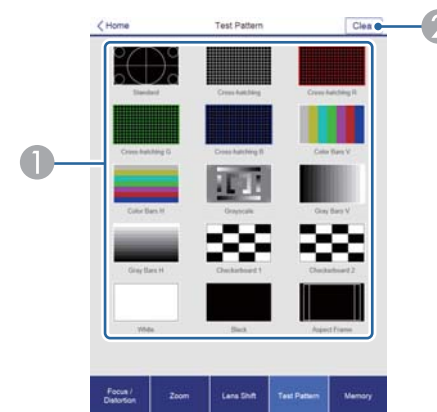 Home Test Pattern Clea
2
Standard Cross-hatching Cross-hatching R
1
Cross-hatching G Cross-hatching B Color Bars V
Color Bars H Grayscale Gray Bars V
Gray Bars H Checkerboard 1 Checkerboard 2
White Black Aspect Frame
Focus /
Distortion Zoom Lens Shift Test Pattern Memory